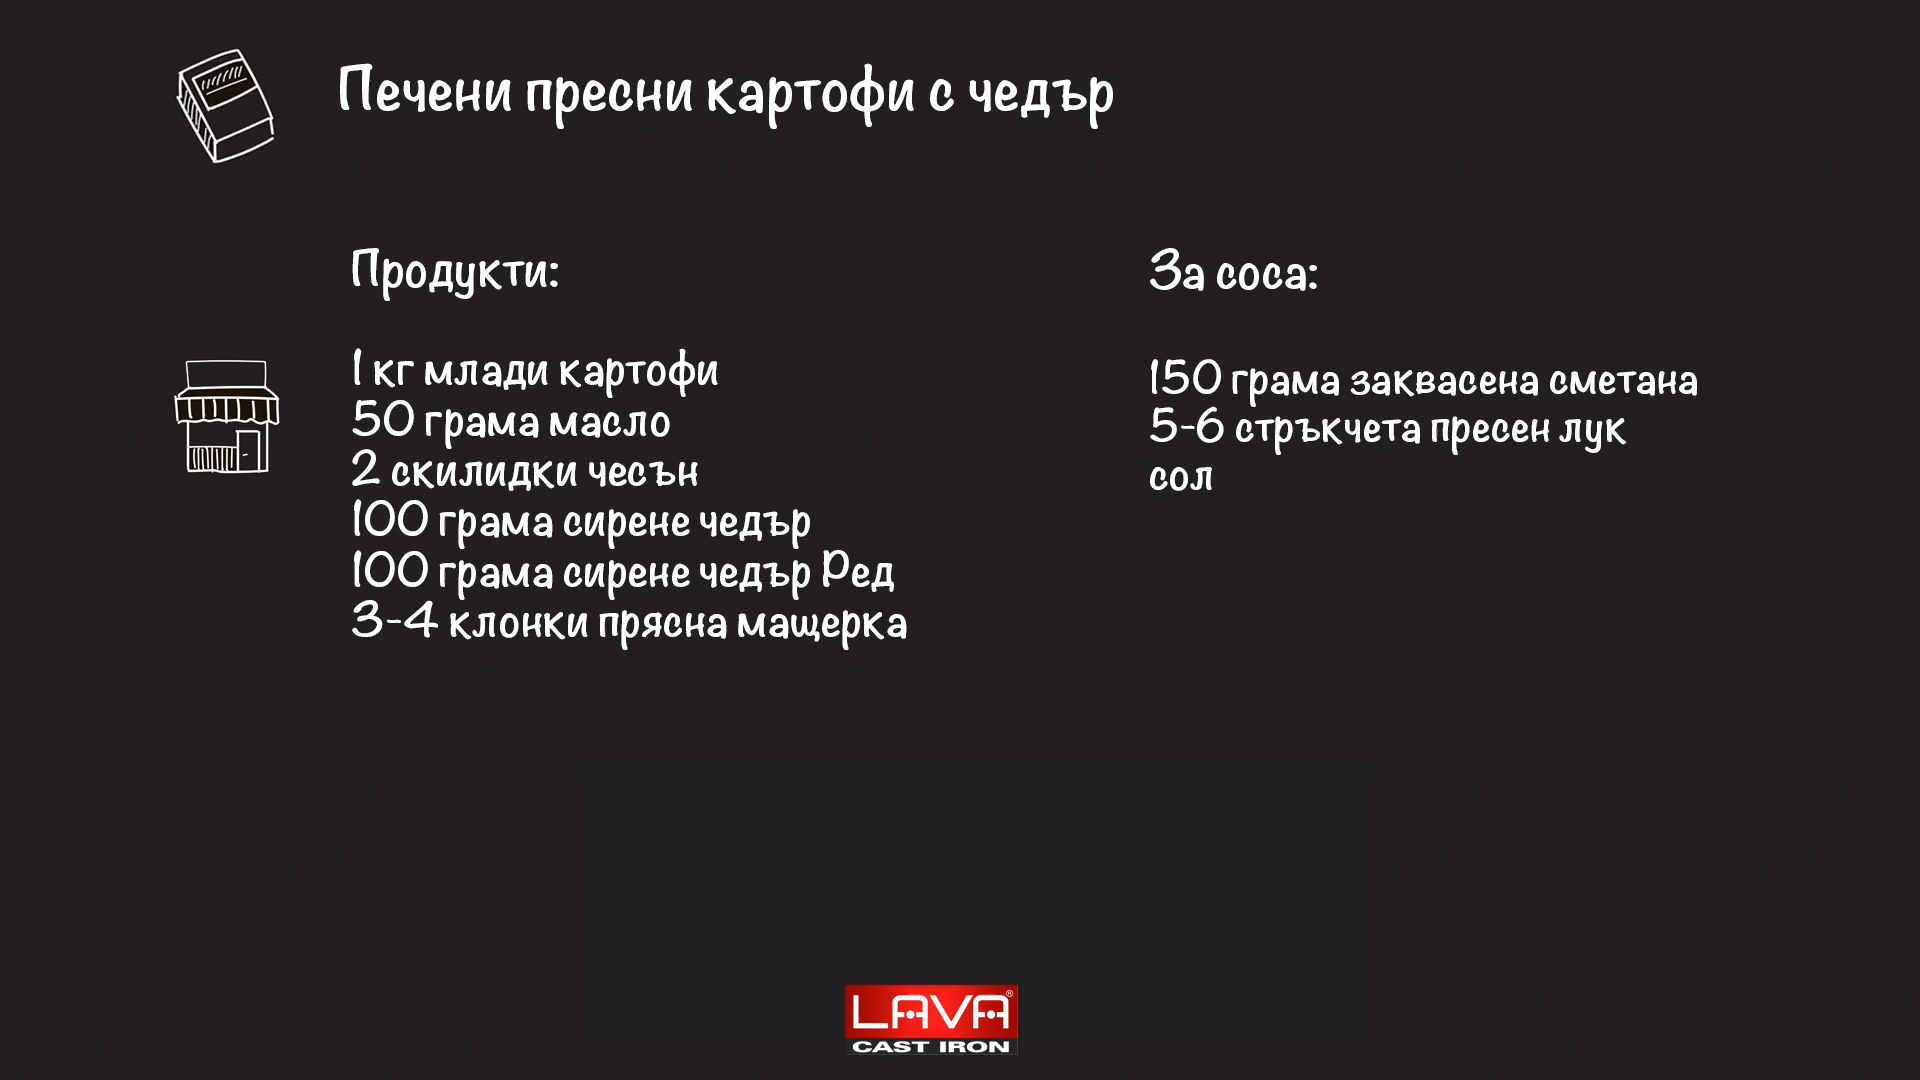 Печени пресни картофи с чедър
Продукти:
1 кг млади картофи
50 грама масло
2 скилидки чесън
100 грама сирене чедър
100 грама сирене чедър Ред
3-4 клонки прясна мащерка
За соса:
150 грама заквасена сметана
5-6 стръкчета пресен лук
сол
LAVA®
CAST IRON